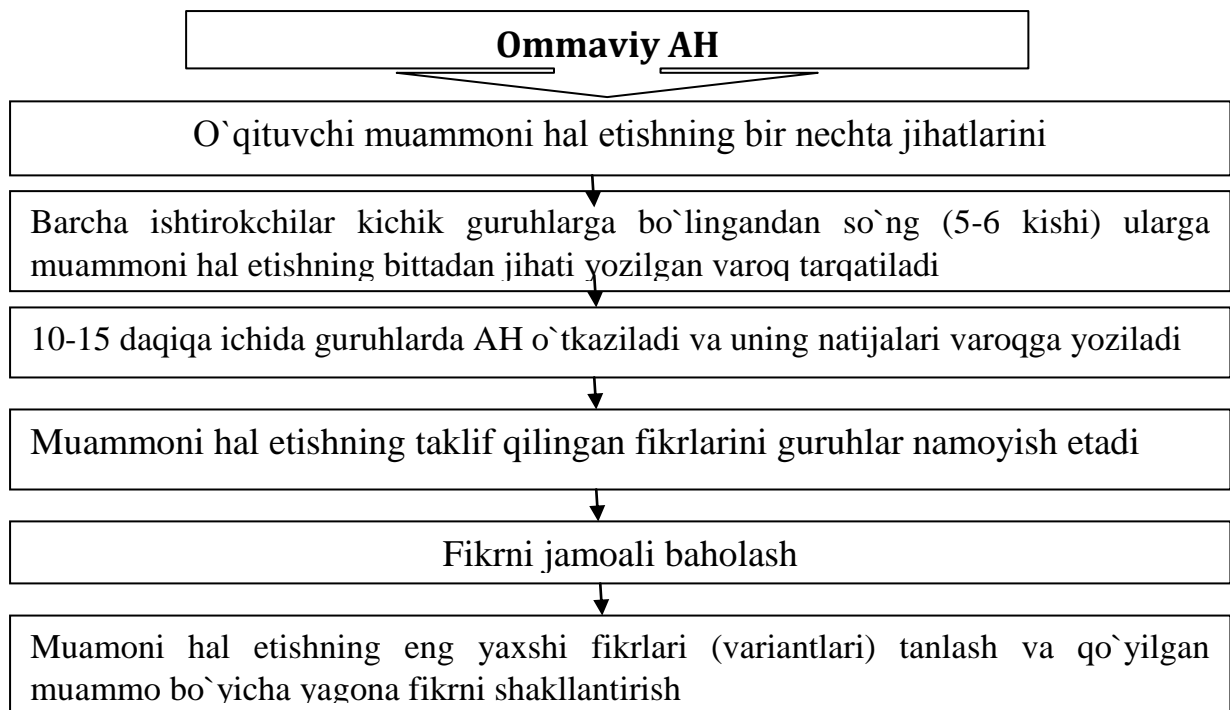 Ommaviy AH
O`qituvchi muammoni hal etishning bir nechta jihatlarini
Barcha ishtirokchilar kichik guruhlarga bo`lingandan so`ng (5-6 kishi) ularga
muammoni hal etishning bittadan jihati yozilgan varoq tarqatiladi
10-15 daqiqa ichida guruhlarda AH o`tkaziladi va uning natijalari varoqga yoziladi
Muammoni hal etishning taklif qilingan fikrlarini guruhlar namoyish etadi
Fikrni jamoali baholash
Muamoni hal etishning eng yaxshi fikrlari (variantlari) tanlash va qo`yilgan
muammo bo`yicha yagona fikrni shakllantirish